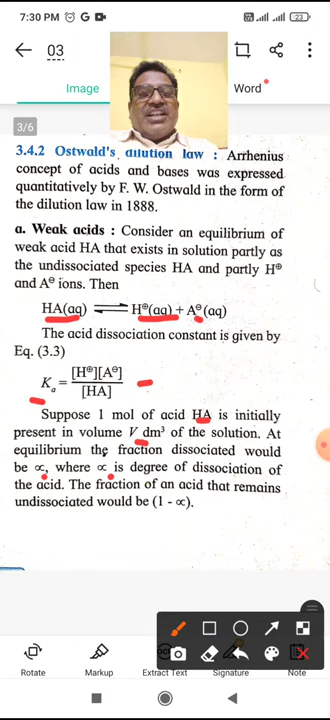 7:30 PM G 23
03
Image Word
3/6
3.4.2 Ostwald's dilution law : Arrhenius
concept of acids and bases was expressed
quantitatively by F. W. Ostwald in the form of
the dilution law in 1888.
a. Weak acids : Consider an equilibrium of
weak acid HA that exists in solution partly as
the undissociated species HA and partly H⊕
and A⊖ ions. Then
HA(aq) ⇌ H⊕(aq) + A⊖(aq)
The acid dissociation constant is given by
Eq. (3.3)
Kₐ = [H⊕][A⊖] / [HA]
Suppose 1 mol of acid HA is initially
present in volume V dm³ of the solution. At
equilibrium the fraction dissociated would
be ∝, where ∝ is degree of dissociation of
the acid. The fraction of an acid that remains
undissociated would be (1 - ∝).
Rotate Markup Extract Text Signature Note